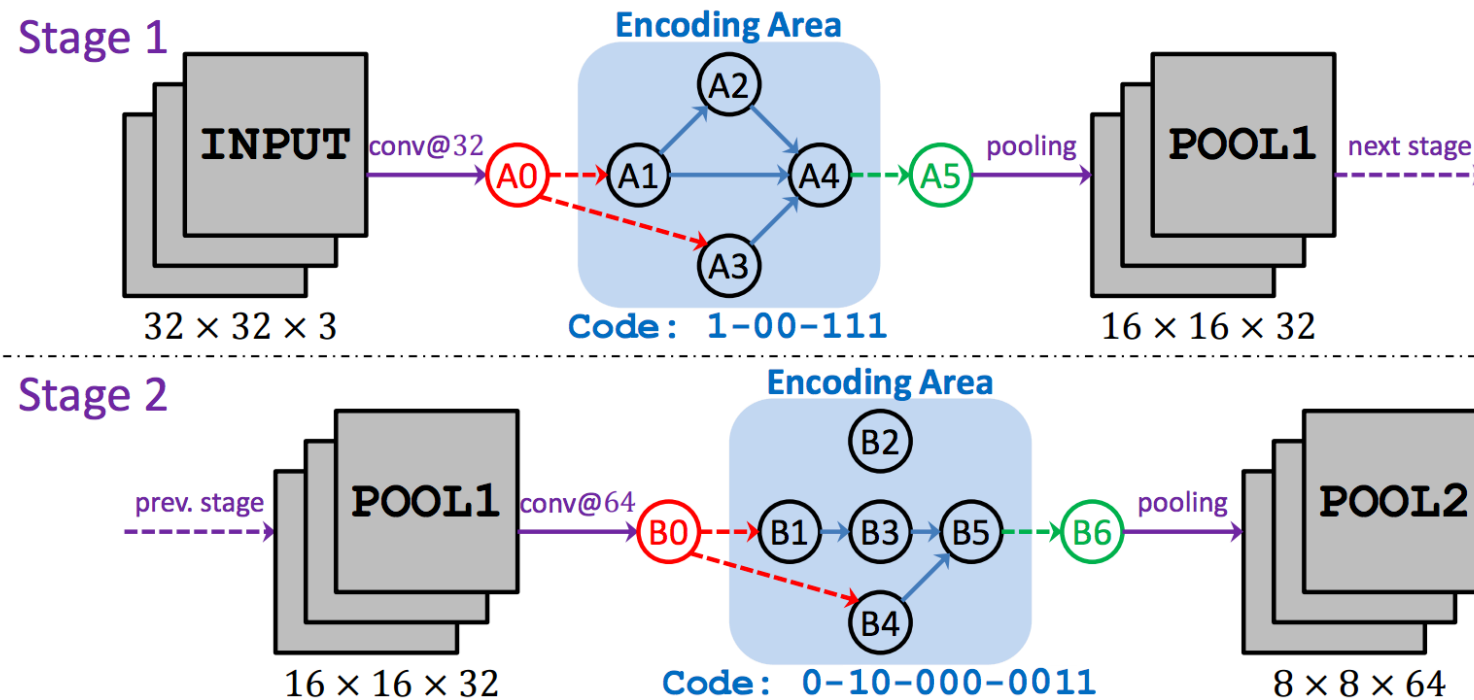 Stage 1
Encoding Area
INPUT
conv@32
A0
A1
A2
A3
A4
A5
pooling
POOL1
next stage
32 × 32 × 3
Code: 1-00-111
16 × 16 × 32
Stage 2
Encoding Area
prev. stage
POOL1
conv@64
B0
B1
B2
B3
B4
B5
B6
pooling
POOL2
16 × 16 × 32
Code: 0-10-000-0011
8 × 8 × 64